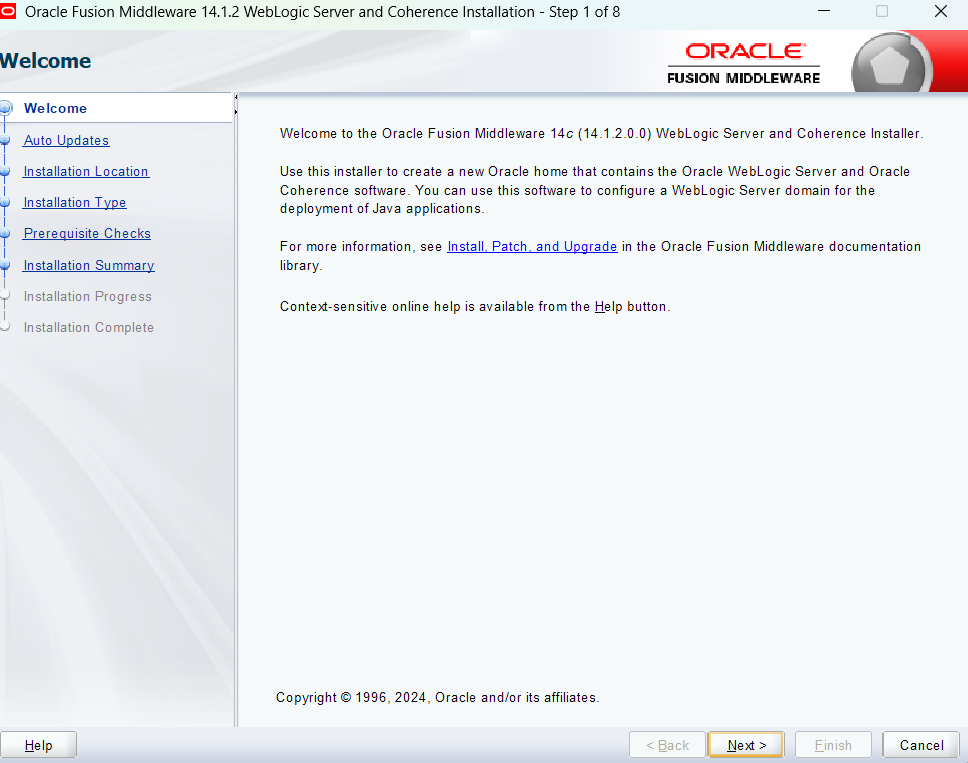 Oracle Fusion Middleware 14.1.2 WebLogic Server and Coherence Installation - Step 1 of 8
Welcome
ORACLE
FUSION MIDDLEWARE
Welcome
Auto Updates
Installation Location
Installation Type
Prerequisite Checks
Installation Summary
Installation Progress
Installation Complete
Welcome to the Oracle Fusion Middleware 14c (14.1.2.0.0) WebLogic Server and Coherence Installer.
Use this installer to create a new Oracle home that contains the Oracle WebLogic Server and Oracle
Coherence software. You can use this software to configure a WebLogic Server domain for the
deployment of Java applications.
For more information, see Install, Patch, and Upgrade in the Oracle Fusion Middleware documentation
library.
Context-sensitive online help is available from the Help button.
Copyright © 1996, 2024, Oracle and/or its affiliates.
Help
< Back
Next >
Finish
Cancel